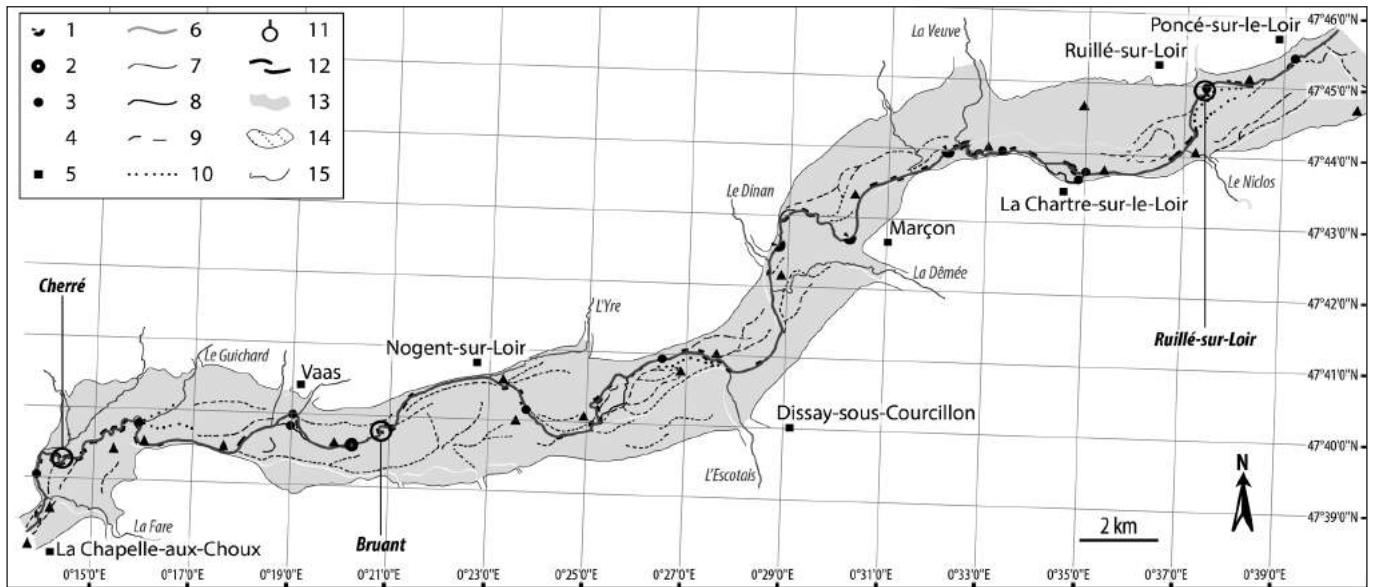 1 6 11
2 7 12
3 8 13
4 9 14
5 10 15
La Veuve
Poncé-sur-le-Loir
Ruillé-sur-Loir
47°46'0"N
47°45'0"N
47°44'0"N
Le Niclos
La Chartre-sur-le-Loir
Le Dinan
Marçon
47°43'0"N
La Dêmée
Cherré
L'Yre
47°42'0"N
Ruillé-sur-Loir
Nogent-sur-Loir
Le Guichard
Vaas
47°41'0"N
Dissay-sous-Courcillon
47°40'0"N
L'Escotais
N
La Fare
47°39'0"N
2 km
Bruant
La Chapelle-aux-Choux
0°15'0"E 0°17'0"E 0°19'0"E 0°21'0"E 0°23'0"E 0°25'0"E 0°27'0"E 0°29'0"E 0°31'0"E 0°33'0"E 0°35'0"E 0°37'0"E 0°39'0"E